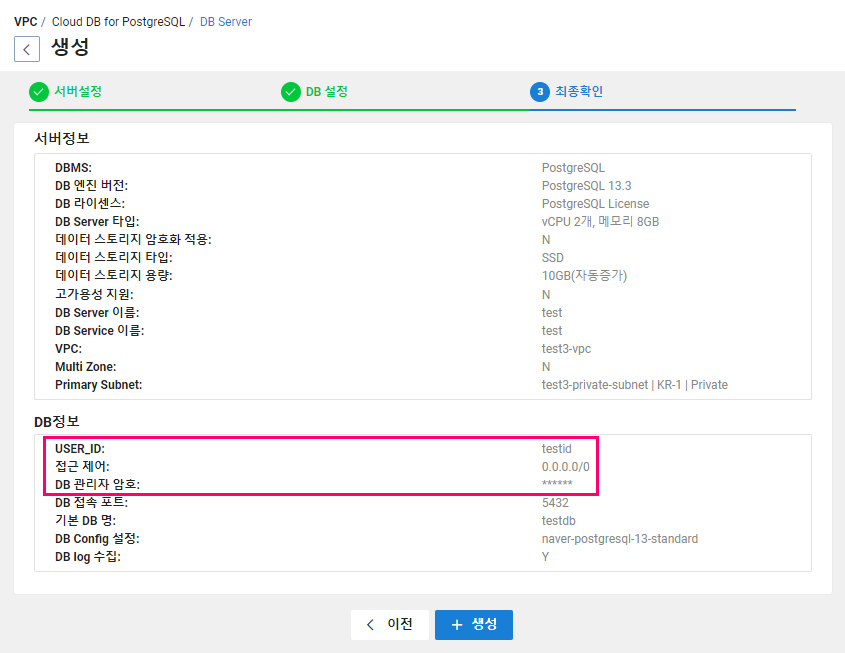 VPC / Cloud DB for PostgreSQL / DB Server
생성
서버설정 DB 설정 3 최종확인
서버정보
DBMS: PostgreSQL
DB 엔진 버전: PostgreSQL 13.3
DB 라이센스: PostgreSQL License
DB Server 타입: vCPU 2개, 메모리 8GB
데이터 스토리지 암호화 적용: N
데이터 스토리지 타입: SSD
데이터 스토리지 용량: 10GB(자동증가)
고가용성 지원: N
DB Server 이름: test
DB Service 이름: test
VPC: test3-vpc
Multi Zone: N
Primary Subnet: test3-private-subnet | KR-1 | Private
DB정보
USER_ID: testid
접근 제어: 0.0.0.0/0
DB 관리자 암호: ******
DB 접속 포트: 5432
기본 DB 명: testdb
DB Config 설정: naver-postgresql-13-standard
DB log 수집: Y
이전 생성